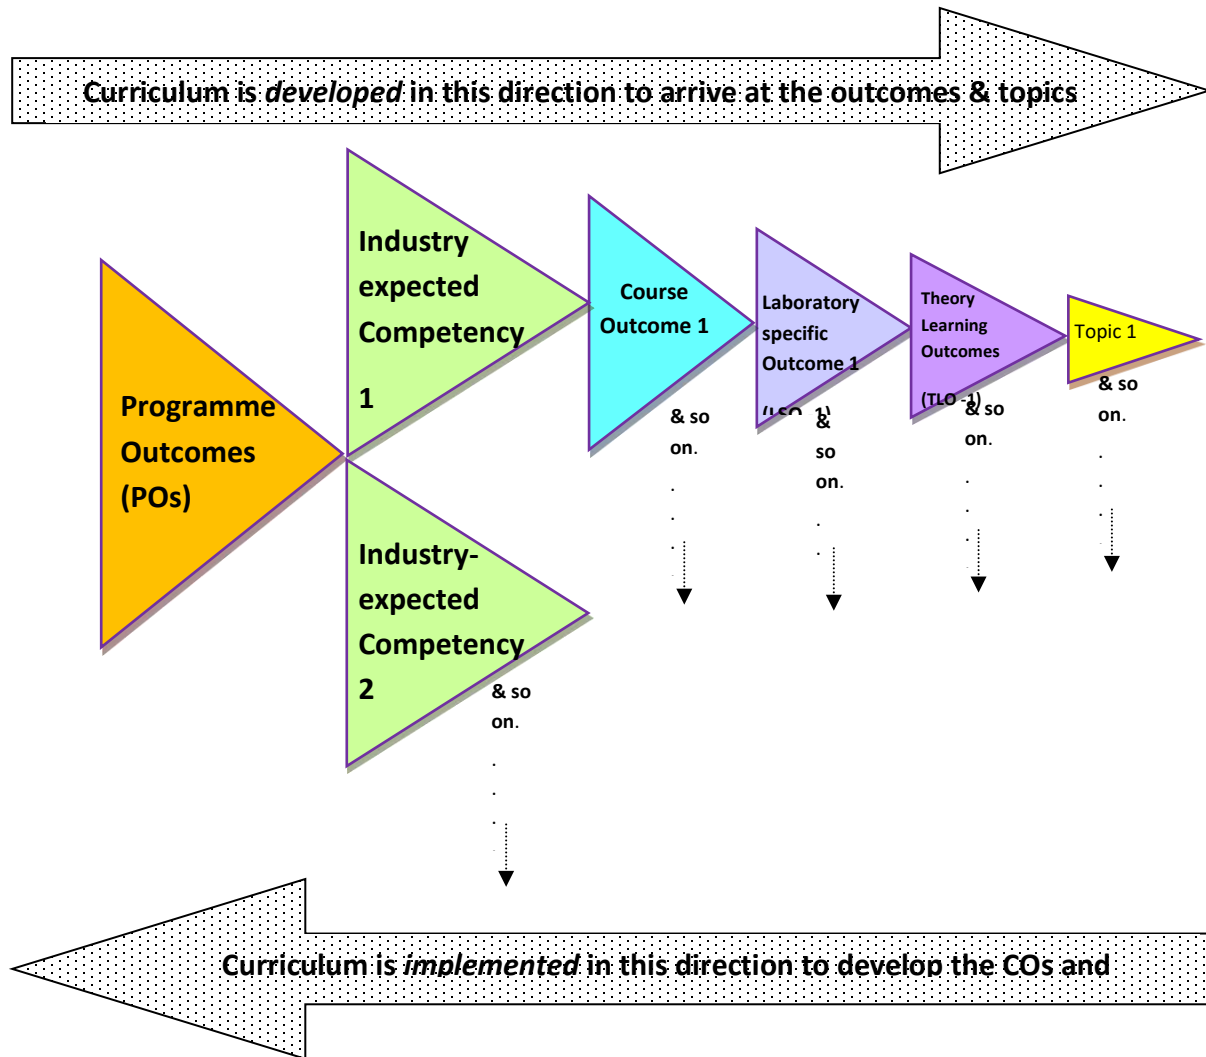 Curriculum is developed in this direction to arrive at the outcomes & topics
Industry
expected
Competency
1
Course
Outcome 1
Laboratory
specific
Outcome 1
(LSO -1)
Theory
Learning
Outcomes
(TLO -1)
Topic 1
Programme
Outcomes
(POs)
& so
on.
&
so
on.
& so
on.
& so
on.
Industry-
expected
Competency
2
& so
on.
Curriculum is implemented in this direction to develop the COs and